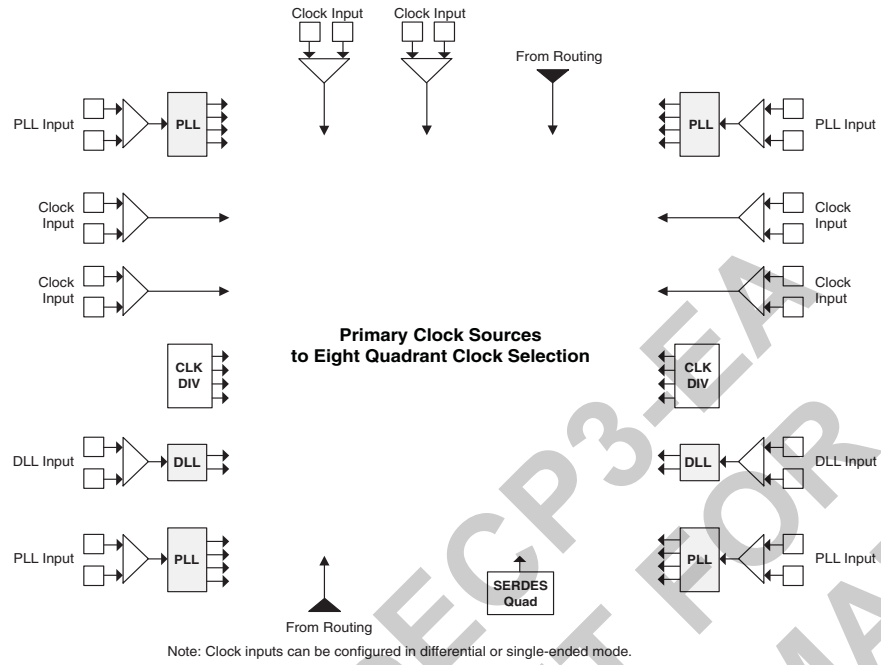 Clock Input
Clock Input
From Routing
PLL Input
PLL
PLL
PLL Input
Clock
Input
Clock
Input
Clock
Input
Clock
Input
Primary Clock Sources
to Eight Quadrant Clock Selection
CLK
DIV
CLK
DIV
DLL Input
DLL
DLL
DLL Input
PLL Input
PLL
PLL
PLL Input
SERDES
Quad
From Routing
Note: Clock inputs can be configured in differential or single-ended mode.
ECP3-EA
FOR